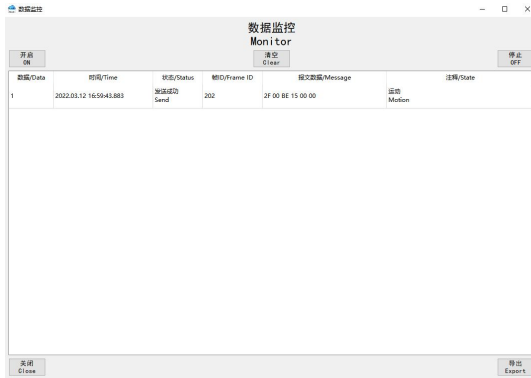 数据监控
数据监控
Monitor
开启
ON
清空
Clear
停止
OFF
数据/Data 时间/Time 状态/Status 帧ID/Frame ID 报文数据/Message 注释/State
1 2022.03.12 16:59:43.883 发送成功 Send 202 2F 00 BE 15 00 00 运动 Motion
关闭
Close
导出
Export